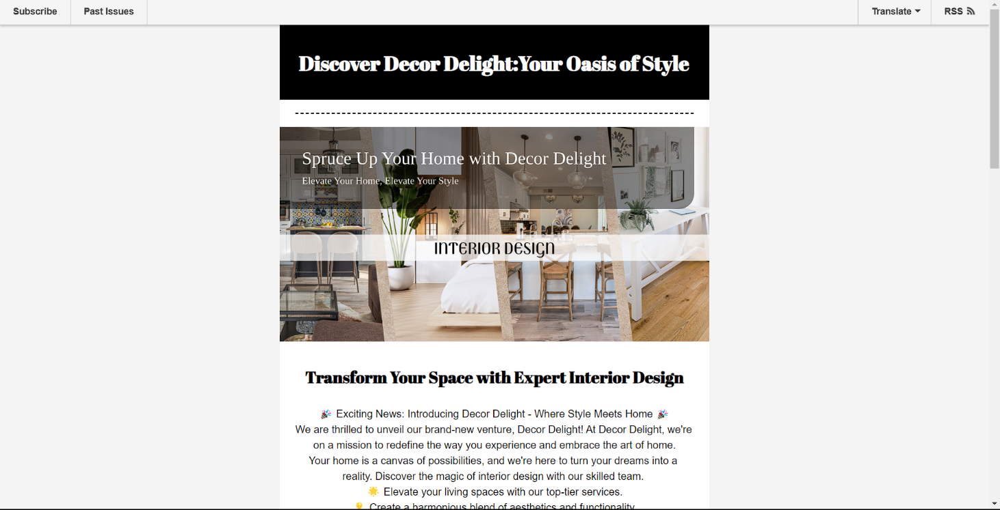 Subscribe
Past Issues
Translate
RSS
Discover Decor Delight:Your Oasis of Style
Spruce Up Your Home with Decor Delight
Elevate Your Home, Elevate Your Style
INTERIOR DESIGN
Transform Your Space with Expert Interior Design
🎉 Exciting News: Introducing Decor Delight - Where Style Meets Home 🎉
We are thrilled to unveil our brand-new venture, Decor Delight! At Decor Delight, we're
on a mission to redefine the way you experience and embrace the art of home.
Your home is a canvas of possibilities, and we're here to turn your dreams into a
reality. Discover the magic of interior design with our skilled team.
🌟 Elevate your living spaces with our top-tier services.
💡 Create a harmonious blend of aesthetics and functionality